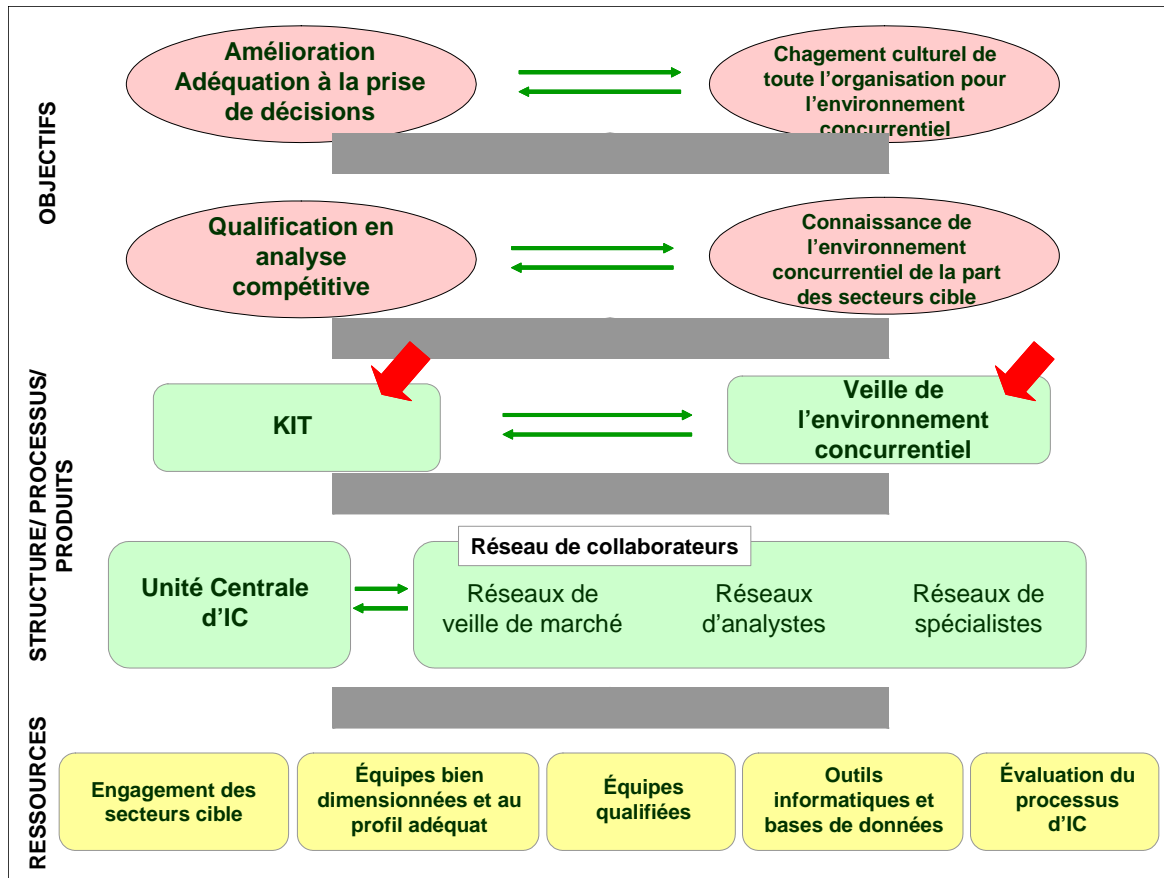 OBJECTIFS
Amélioration
Adéquation à la prise
de décisions
Chagement culturel de
toute l’organisation pour
l’environnement
concurrentiel
Qualification en
analyse
compétitive
Connaissance de
l’environnement
concurrentiel de la part
des secteurs cible
STRUCTURE/ PROCESSUS/
PRODUITS
KIT
Veille de
l’environnement
concurrentiel
Unité Centrale
d’IC
Réseau de collaborateurs
Réseaux de
veille de marché
Réseaux
d’analystes
Réseaux de
spécialistes
RESSOURCES
Engagement des
secteurs cible
Équipes bien
dimensionnées et au
profil adéquat
Équipes
qualifiées
Outils
informatiques et
bases de données
Évaluation du
processus
d’IC